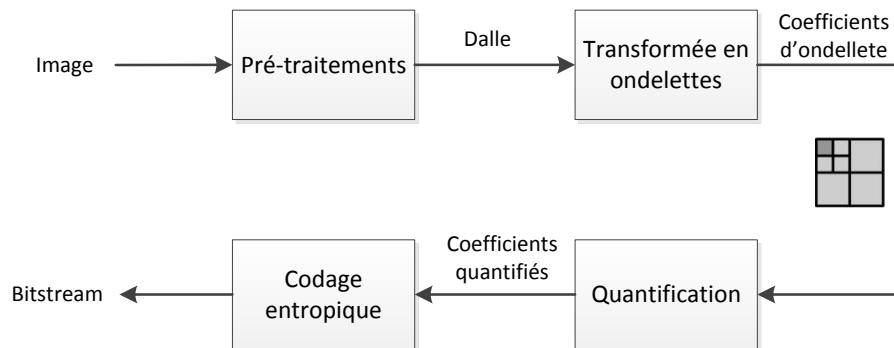 Image
Pré-traitements
Dalle
Transformée en
ondelettes
Coefficients
d’ondellete
Quantification
Coefficients
quantifiés
Codage
entropique
Bitstream